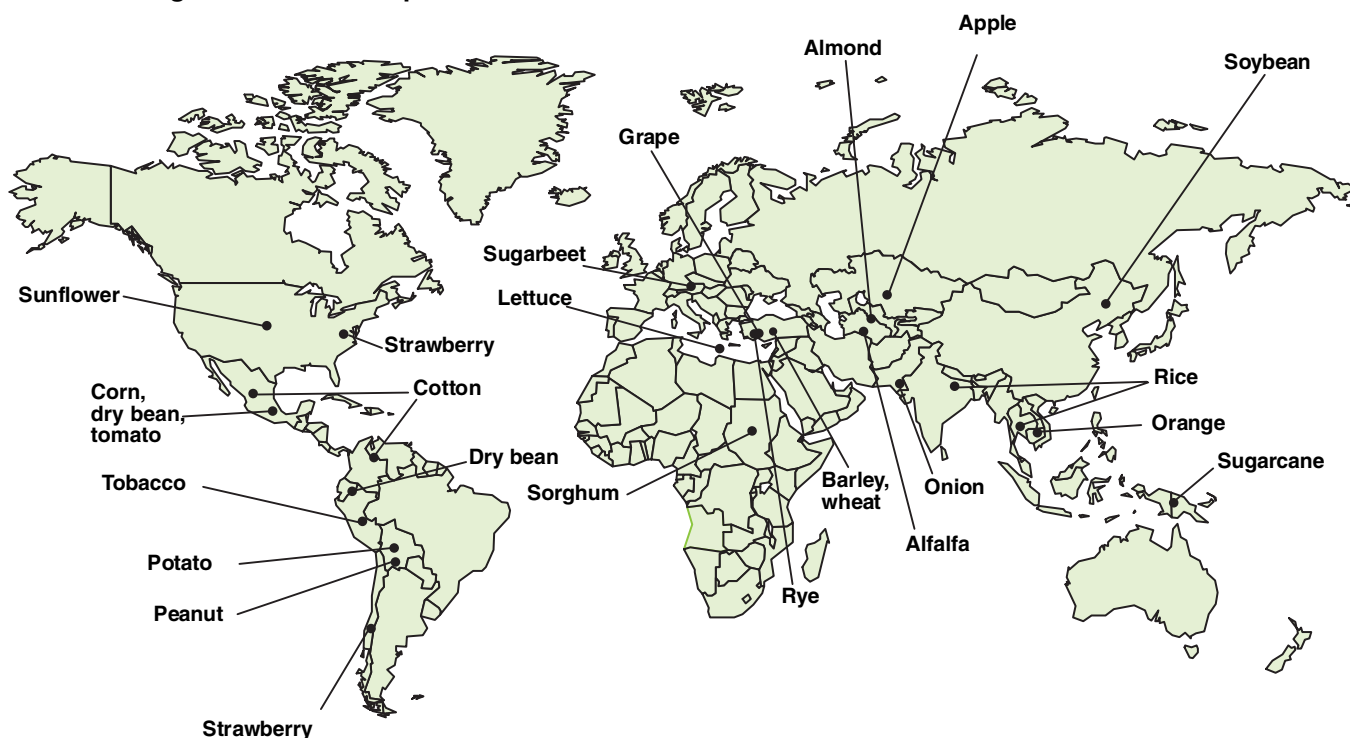 Apple
Almond
Soybean
Grape
Sugarbeet
Lettuce
Sunflower
Strawberry
Corn,
dry bean,
tomato
Cotton
Rice
Orange
Dry bean
Sugarcane
Tobacco
Sorghum
Barley,
wheat
Onion
Alfalfa
Potato
Rye
Peanut
Strawberry